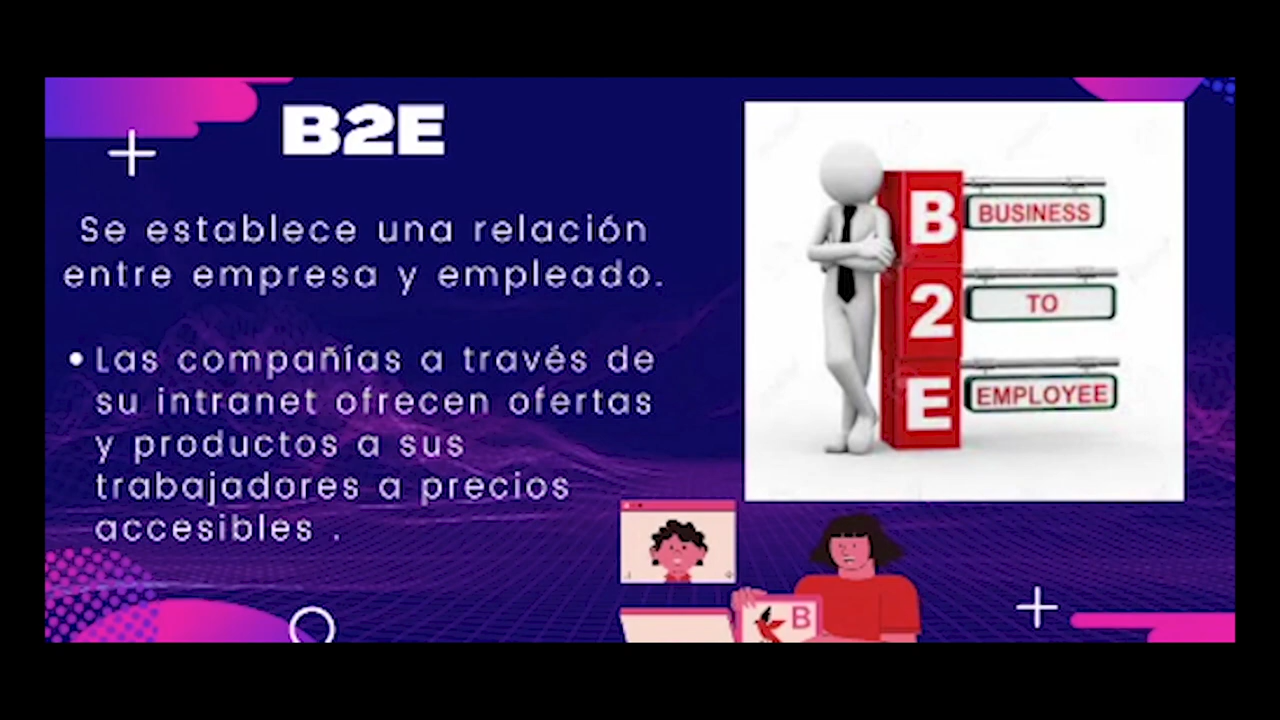 B2E
Se establece una relación
entre empresa y empleado.
• Las compañías a través de
su intranet ofrecen ofertas
y productos a sus
trabajadores a precios
accesibles .
B
BUSINESS
2
TO
E
EMPLOYEE
B